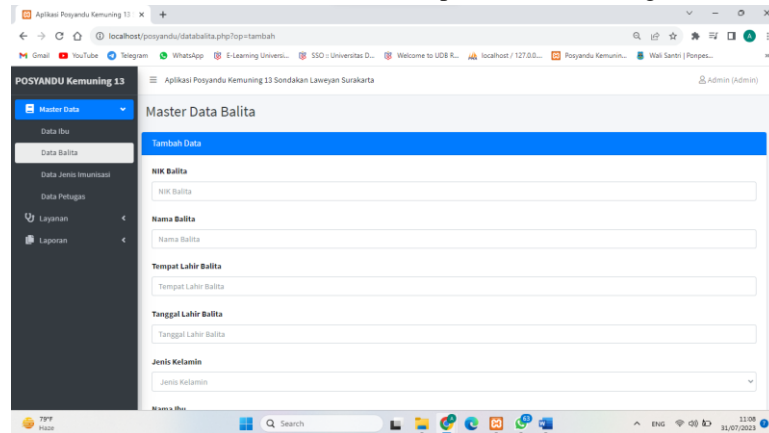 Aplikasi Posyandu Kemuning 13 :
localhost/posyandu/databalita.php?op=tambah
Gmail YouTube Telegram WhatsApp E-Learning Universi... SSO :: Universitas D... Welcome to UDB R... localhost / 127.0.0... Posyandu Kemunin... Wali Santri | Ponpes...
POSYANDU Kemuning 13
Aplikasi Posyandu Kemuning 13 Sondakan Laweyan Surakarta
Admin (Admin)
Master Data
Data Ibu
Data Balita
Data Jenis Imunisasi
Data Petugas
Layanan
Laporan
Master Data Balita
Tambah Data
NIK Balita
NIK Balita
Nama Balita
Nama Balita
Tempat Lahir Balita
Tempat Lahir Balita
Tanggal Lahir Balita
Tanggal Lahir Balita
Jenis Kelamin
Jenis Kelamin
Nama Ibu
79°F
Haze
Search
63
ENG
11:08
31/07/2023